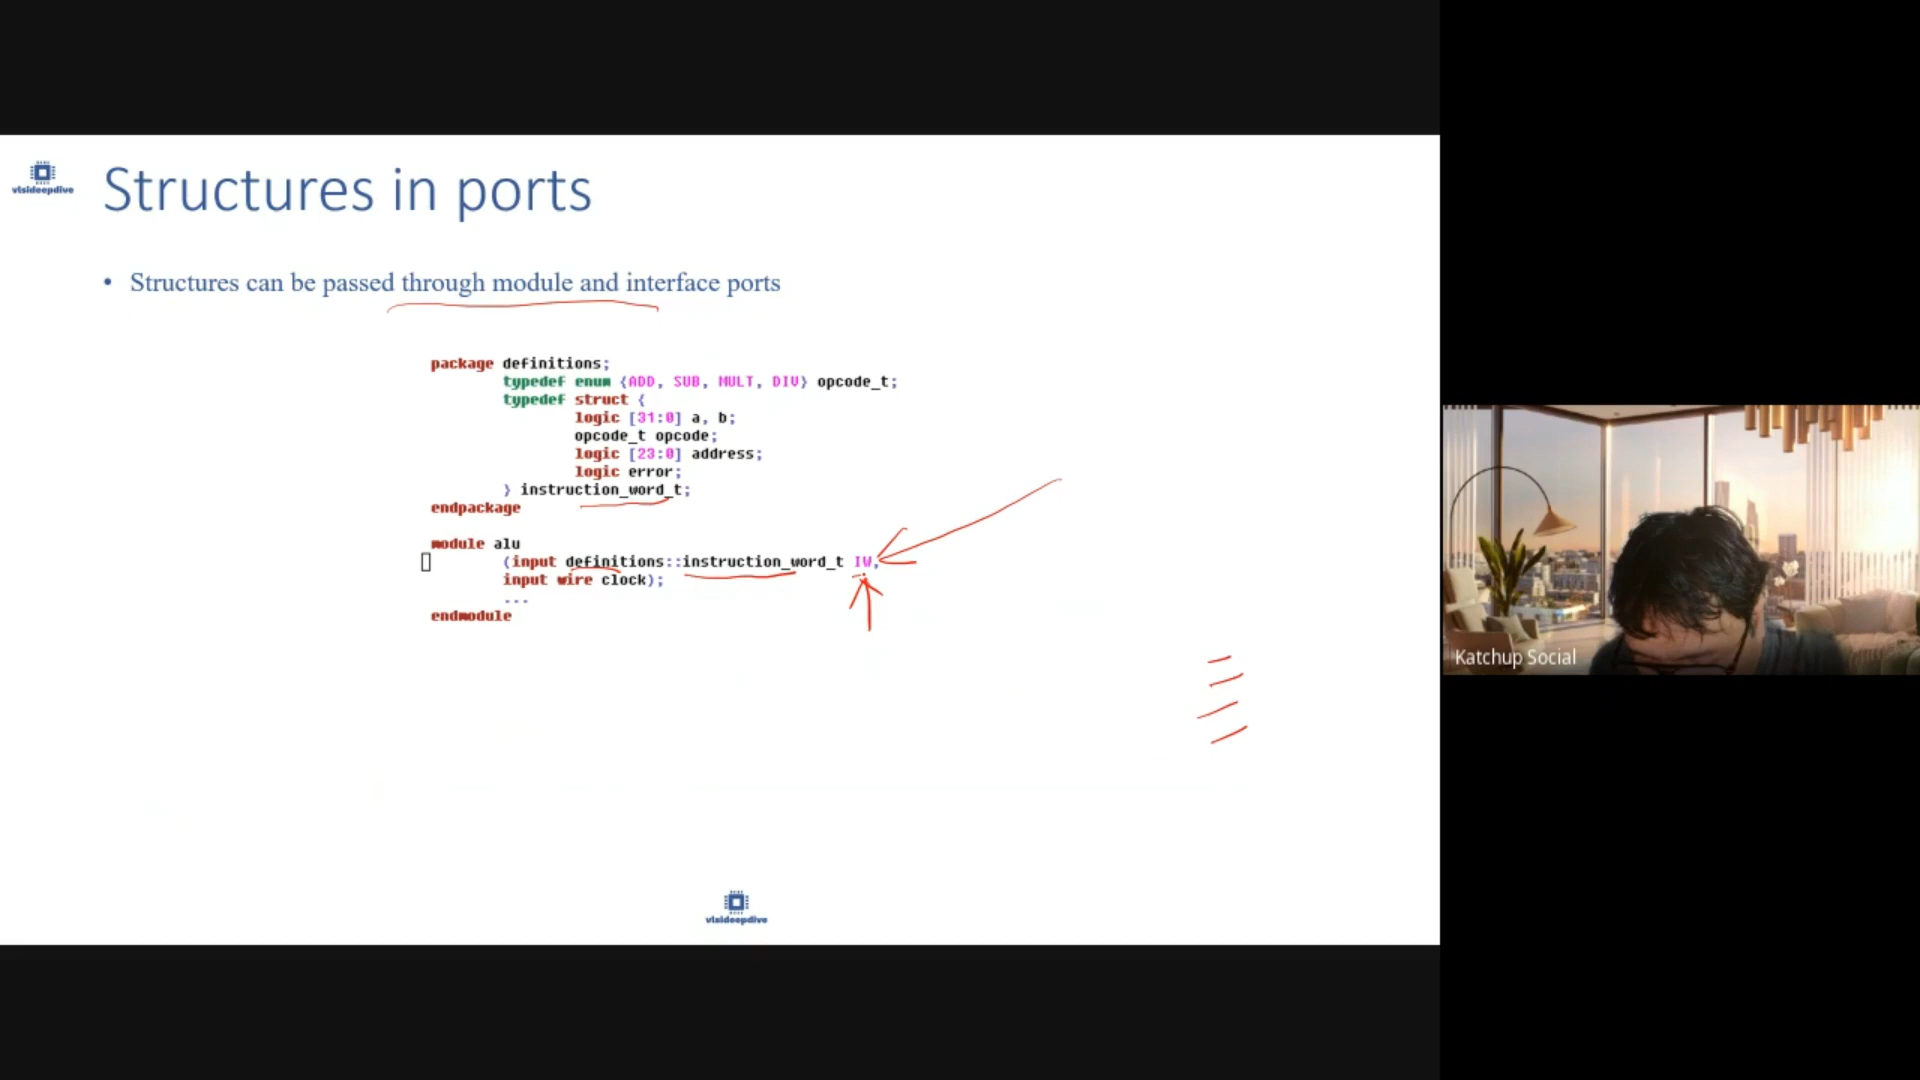 vlsideepdive
Structures in ports
• Structures can be passed through module and interface ports
package definitions;
typedef enum {ADD, SUB, MULT, DIV} opcode_t;
typedef struct {
logic [31:0] a, b;
opcode_t opcode;
logic [23:0] address;
logic error;
} instruction_word_t;
endpackage
module alu
(input definitions::instruction_word_t IW,
input wire clock);
...
endmodule
Katchup Social
vlsideepdive